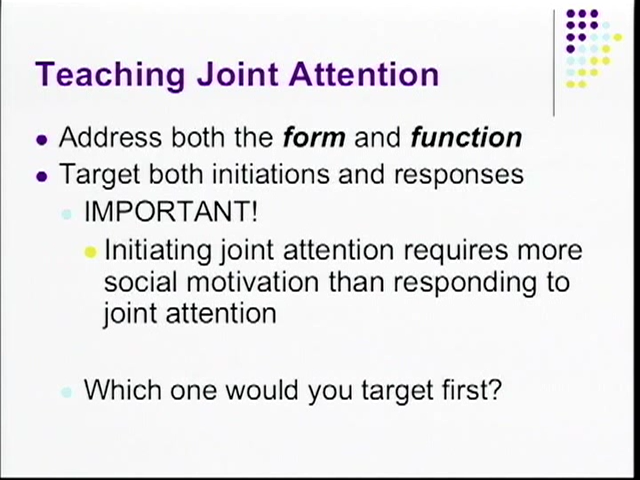 Teaching Joint Attention
Address both the form and function
Target both initiations and responses
IMPORTANT!
Initiating joint attention requires more
social motivation than responding to
joint attention
Which one would you target first?